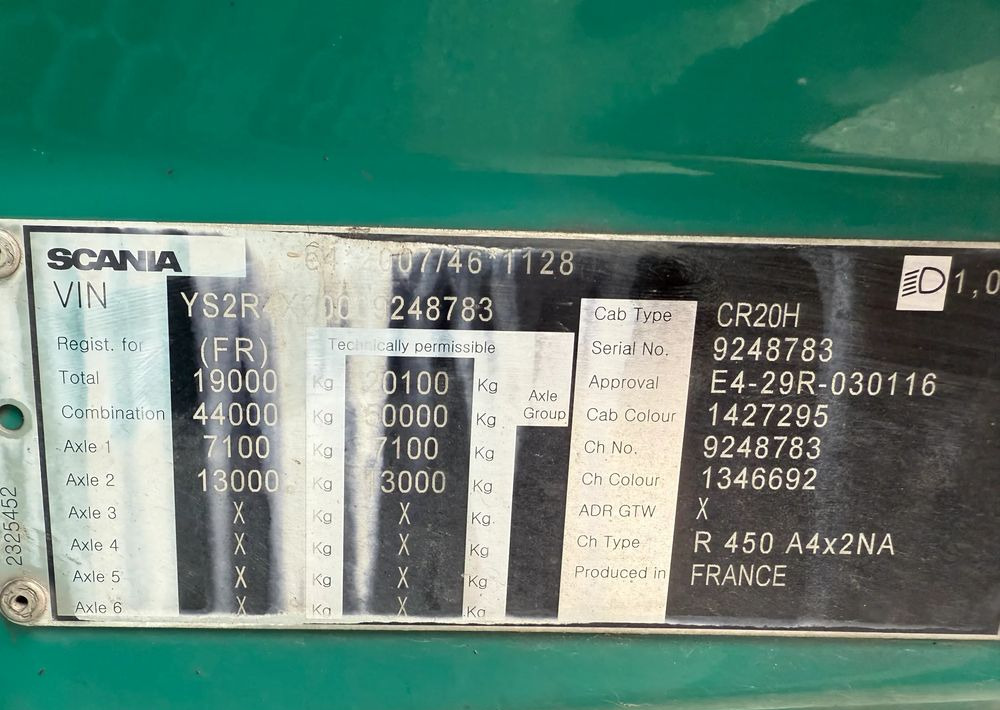 SCANIA 2007/46*1128
1,0
VIN
Regist. for (FR) Technically permissible
Total 19000 Kg 20100 Kg
Combination 44000 Kg 50000 Kg
Axle Group
Axle 1 7100 Kg 7100 Kg
Axle 2 13000 Kg 13000 Kg
Axle 3 X Kg X Kg
Axle 4 X Kg X Kg
Axle 5 X Kg X Kg
Axle 6 X Kg X Kg
Cab Type CR20H
Serial No. 9248783
Approval E4-29R-030116
Cab Colour 1427295
Ch No. 9248783
Ch Colour 1346692
ADR GTW X
Ch Type R 450 A4x2NA
Produced in FRANCE
2325452